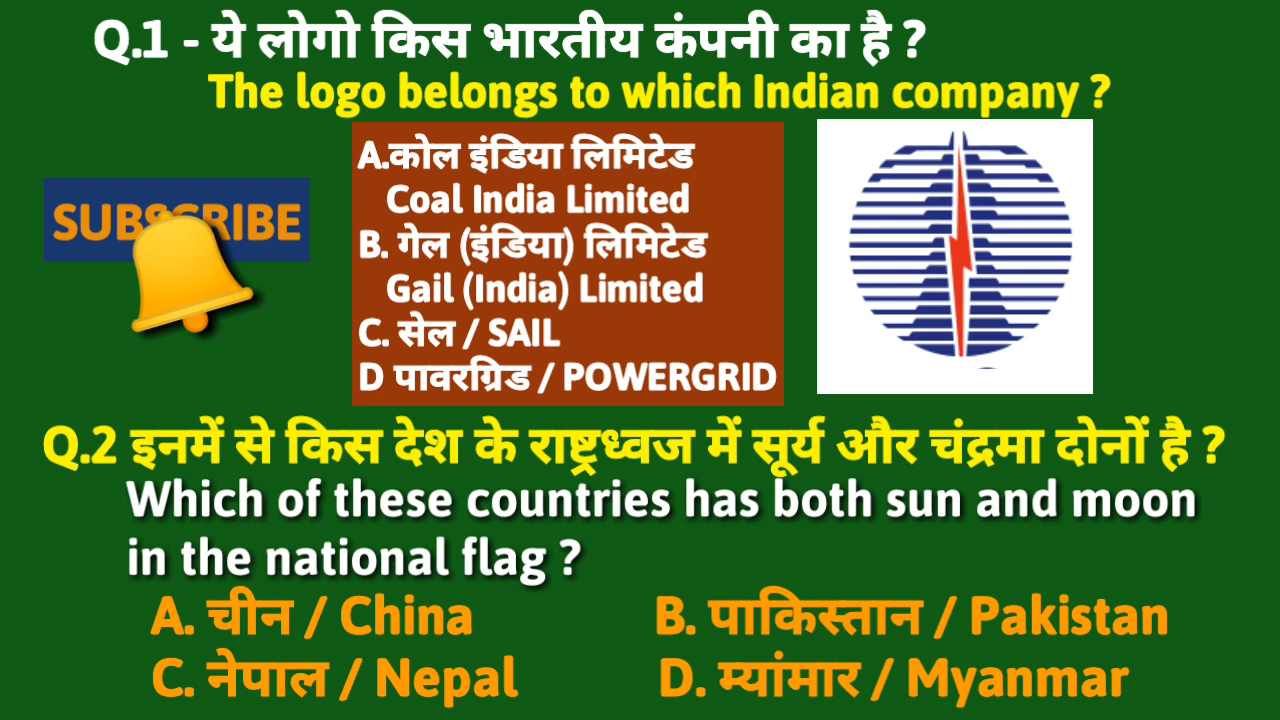 Q.1 - ये लोगो किस भारतीय कंपनी का है ?
The logo belongs to which Indian company ?
A.कोल इंडिया लिमिटेड
Coal India Limited
B. गेल (इंडिया) लिमिटेड
Gail (India) Limited
C. सेल / SAIL
D पावरग्रिड / POWERGRID
SUBSCRIBE
Q.2 इनमें से किस देश के राष्ट्रध्वज में सूर्य और चंद्रमा दोनों है ?
Which of these countries has both sun and moon
in the national flag ?
A. चीन / China
B. पाकिस्तान / Pakistan
C. नेपाल / Nepal
D. म्यांमार / Myanmar